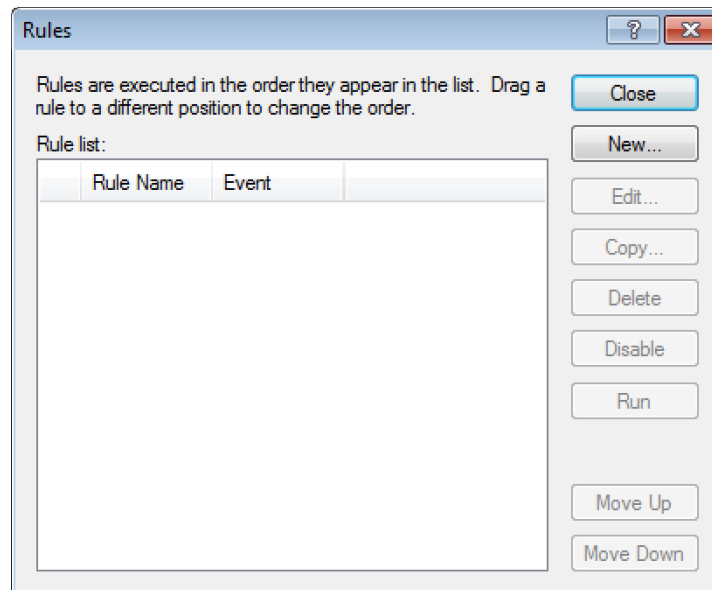 Rules
?
Rules are executed in the order they appear in the list. Drag a
rule to a different position to change the order.
Close
Rule list:
New...
Rule Name Event
Edit...
Copy...
Delete
Disable
Run
Move Up
Move Down